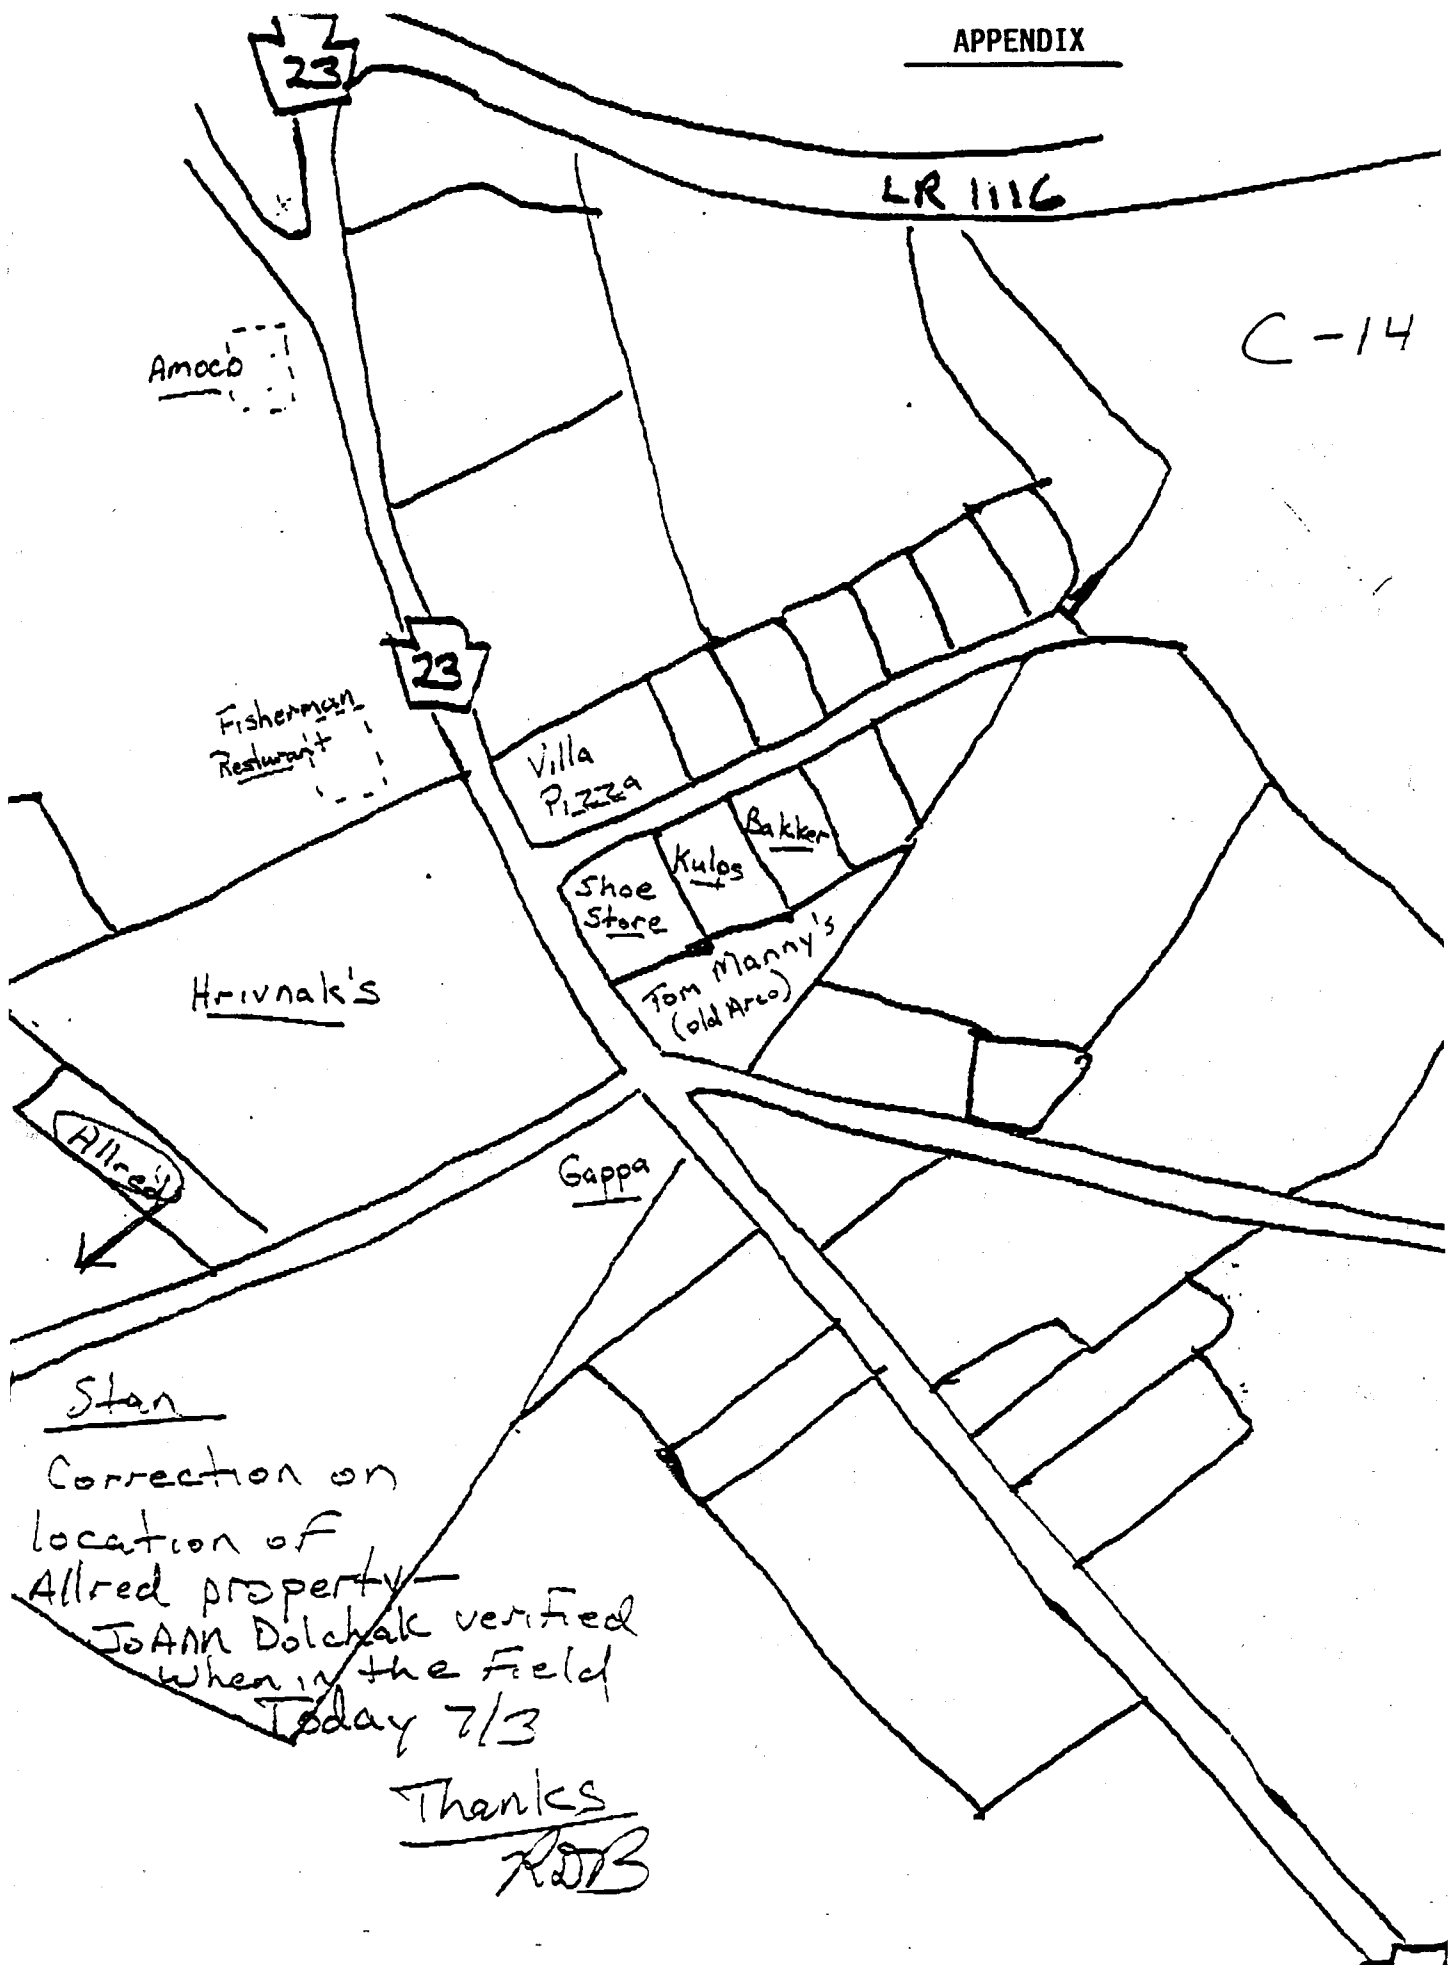 APPENDIX
23
LR 1116
C-14
Amoco
23
Fisherman
Resturant
Villa
Pizza
Bakker
Kulos
Shoe
Store
Tom Manny's
(old Arco)
Hrivnak's
Allred
Gappa
Stan
Correction on
location of
Allred property—
JoAnn Dolchak verified
when in the Field
Today 7/3
Thanks
RDB